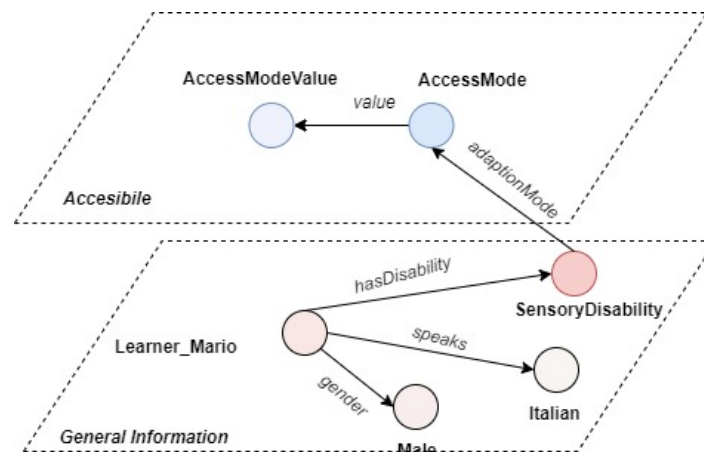 AccessModeValue
AccessMode
value
adaptionMode
Accesibile
hasDisability
SensoryDisability
Learner_Mario
speaks
gender
Italian
General Information
Male